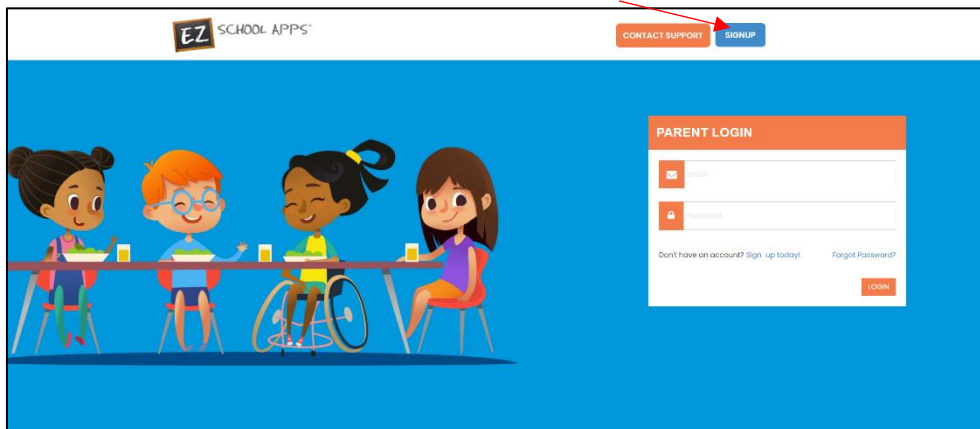 EZ SCHOOL APPS™
CONTACT SUPPORT
SIGNUP
PARENT LOGIN
Email
Password
Don't have an account? Sign up today!
Forgot Password?
LOGIN